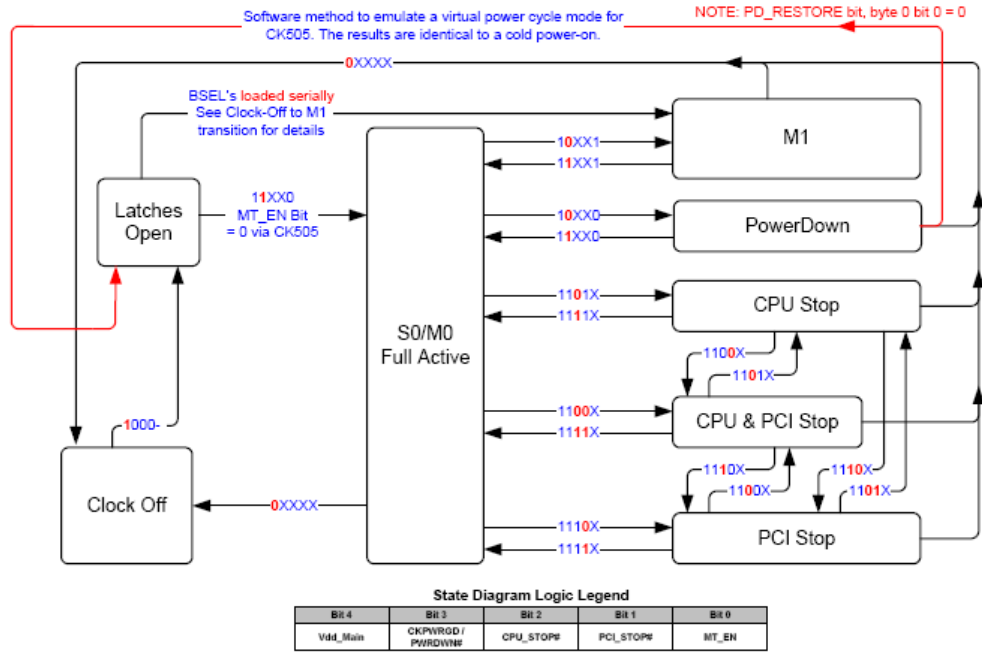 Software method to emulate a virtual power cycle mode for
CK505. The results are identical to a cold power-on.
NOTE: PD_RESTORE bit, byte 0 bit 0 = 0
0XXXX
BSEL's loaded serially
See Clock-Off to M1
transition for details
M1
10XX1
11XX1
Latches
Open
11XX0
MT_EN Bit
= 0 via CK505
10XX0
11XX0
PowerDown
S0/M0
Full Active
1101X
1111X
CPU Stop
1100X
1101X
1100X
1111X
CPU & PCI Stop
1000-
1110X
1100X
1110X
1101X
Clock Off
0XXXX
1110X
1111X
PCI Stop
State Diagram Logic Legend
Bit 4 Bit 3 Bit 2 Bit 1 Bit 0
Vdd_Main CKPWRGD / PWRDWN# CPU_STOP# PCI_STOP# MT_EN